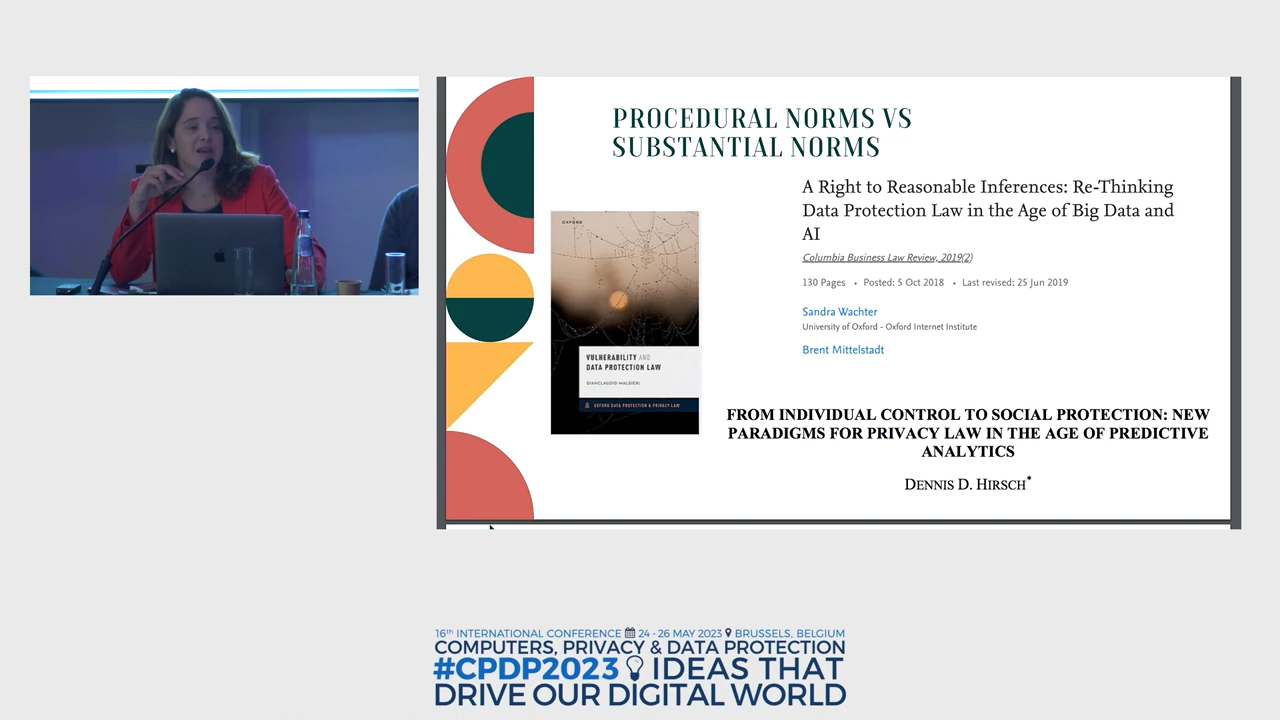 PROCEDURAL NORMS VS
SUBSTANTIAL NORMS
A Right to Reasonable Inferences: Re-Thinking
Data Protection Law in the Age of Big Data and
AI
Columbia Business Law Review, 2019(2)
130 Pages • Posted: 5 Oct 2018 • Last revised: 25 Jun 2019
Sandra Wachter
University of Oxford - Oxford Internet Institute
Brent Mittelstadt
OXFORD
VULNERABILITY AND
DATA PROTECTION LAW
GIANCLAUDIO MALGIERI
OXFORD DATA PROTECTION & PRIVACY LAW
FROM INDIVIDUAL CONTROL TO SOCIAL PROTECTION: NEW
PARADIGMS FOR PRIVACY LAW IN THE AGE OF PREDICTIVE
ANALYTICS
DENNIS D. HIRSCH*
16th INTERNATIONAL CONFERENCE 24 - 26 MAY 2023 BRUSSELS, BELGIUM
COMPUTERS, PRIVACY & DATA PROTECTION
#CPDP2023 IDEAS THAT
DRIVE OUR DIGITAL WORLD